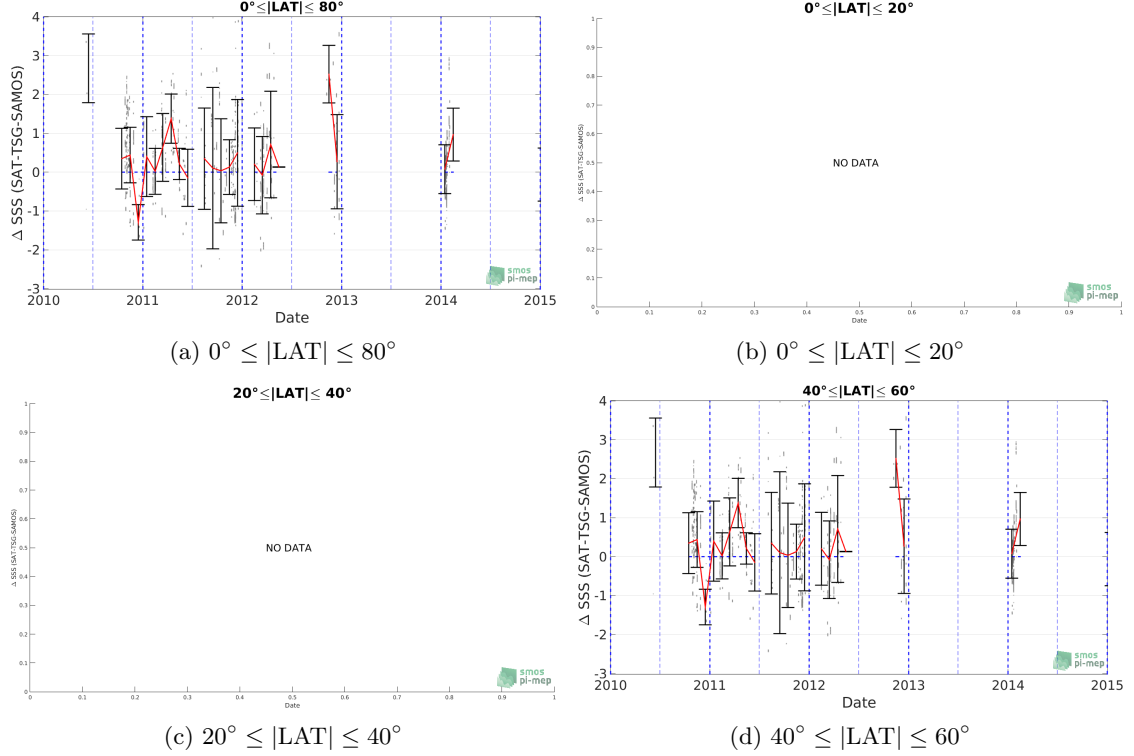 0°≤|LAT|≤ 80°
4
3
2
1
0
-1
-2
-3
2010 2011 2012 2013 2014 2015
Δ SSS (SAT-TSG-SAMOS)
Date
smos
pi-mep
(a) 0° ≤ |LAT| ≤ 80°
0°≤|LAT|≤ 20°
1
0.9
0.8
0.7
0.6
0.5
0.4
0.3
0.2
0.1
0
0 0.1 0.2 0.3 0.4 0.5 0.6 0.7 0.8 0.9 1
Δ SSS (SAT-TSG-SAMOS)
NO DATA
Date
smos
pi-mep
(b) 0° ≤ |LAT| ≤ 20°
20°≤|LAT|≤ 40°
1
0.9
0.8
0.7
0.6
0.5
0.4
0.3
0.2
0.1
0
0 0.1 0.2 0.3 0.4 0.5 0.6 0.7 0.8 0.9 1
Δ SSS (SAT-TSG-SAMOS)
NO DATA
Date
smos
pi-mep
(c) 20° ≤ |LAT| ≤ 40°
40°≤|LAT|≤ 60°
4
3
2
1
0
-1
-2
-3
2010 2011 2012 2013 2014 2015
Δ SSS (SAT-TSG-SAMOS)
Date
smos
pi-mep
(d) 40° ≤ |LAT| ≤ 60°